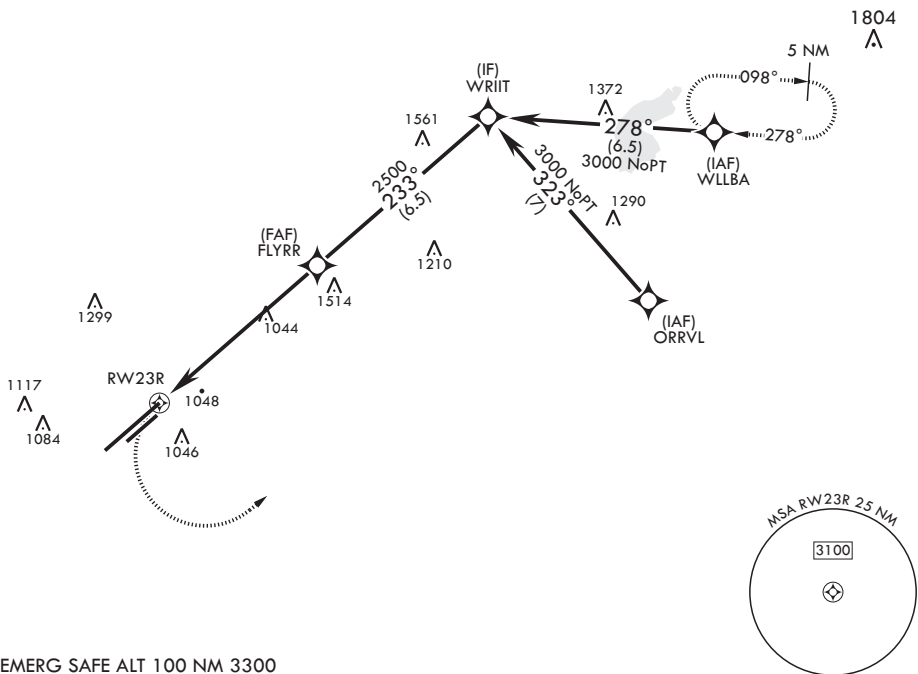 1804
5 NM
098°
278°
(IAF)
WLLBA
(IF)
WRIIT
1372
278°
(6.5)
3000 NoPT
1561
2500
233°
(6.5)
3000 NoPT
323°
(7)
1290
(FAF)
FLYRR
1210
1514
(IAF)
ORRVL
1299
1044
RW23R
1117
1048
1084
1046
MSA RW23R 25 NM
3100
EMERG SAFE ALT 100 NM 3300